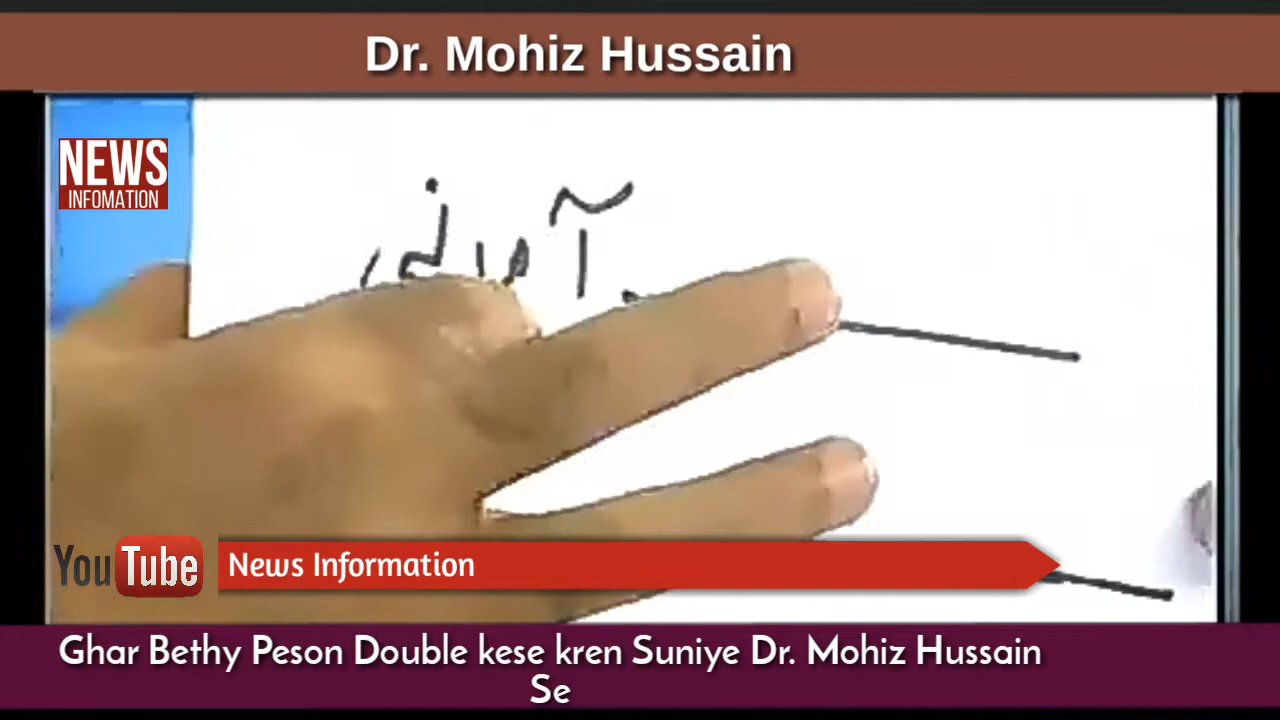 Dr. Mohiz Hussain
NEWS
INFOMATION
YouTube
News Information
Ghar Bethy Peson Double kese kren Suniye Dr. Mohiz Hussain
Se